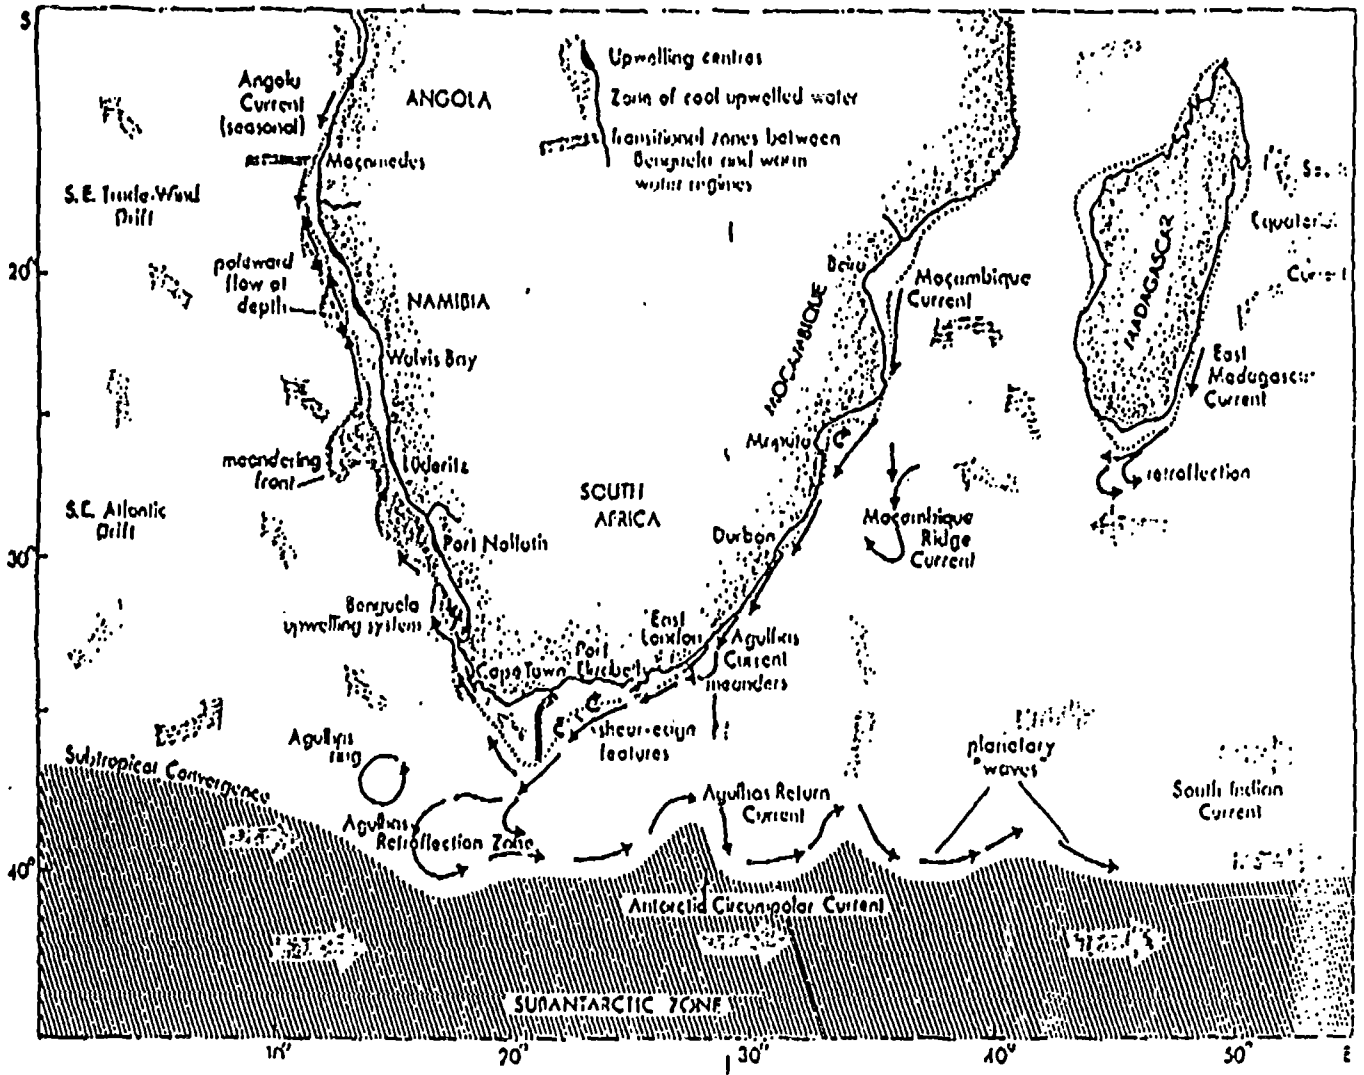 S
Angola
Current
(seasonal)
ANGOLA
Upwelling centres
Zone of cool upwelled water
Transitional zones between
Benguela and warm
water regimes
Moçamedes
S.E. Trade-Wind
Drift
Equatorial
Current
20°
poleward
flow at
depth
NAMIBIA
Walvis Bay
Beira
MOÇAMBIQUE
Moçambique
Current
MADAGASCAR
East
Madagascar
Current
meandering
front
Lüderitz
Maputo
retroflection
S.E. Atlantic
Drift
SOUTH
AFRICA
Moçambique
Ridge
Current
30°
Port Nolloth
Durban
Benguela
upwelling system
Cape Town
Port
Elizabeth
East
London
Agulhas
Current
meanders
shear-edge
features
Agulhas
ring
Subtropical Convergence
planetary
"waves"
South Indian
Current
Agulhas
Retroflection Zone
Agulhas Return
Current
40°
Antarctic Circumpolar Current
SUBANTARCTIC ZONE
10°
20°
30°
40°
50°
E